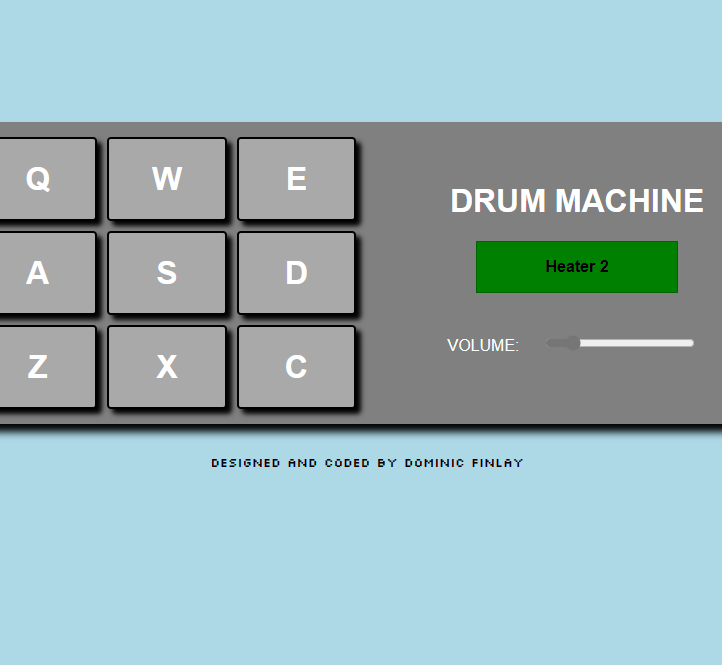 Q W E
A S D
Z X C
DRUM MACHINE
Heater 2
VOLUME:
DESIGNED AND CODED BY DOMINIC FINLAY